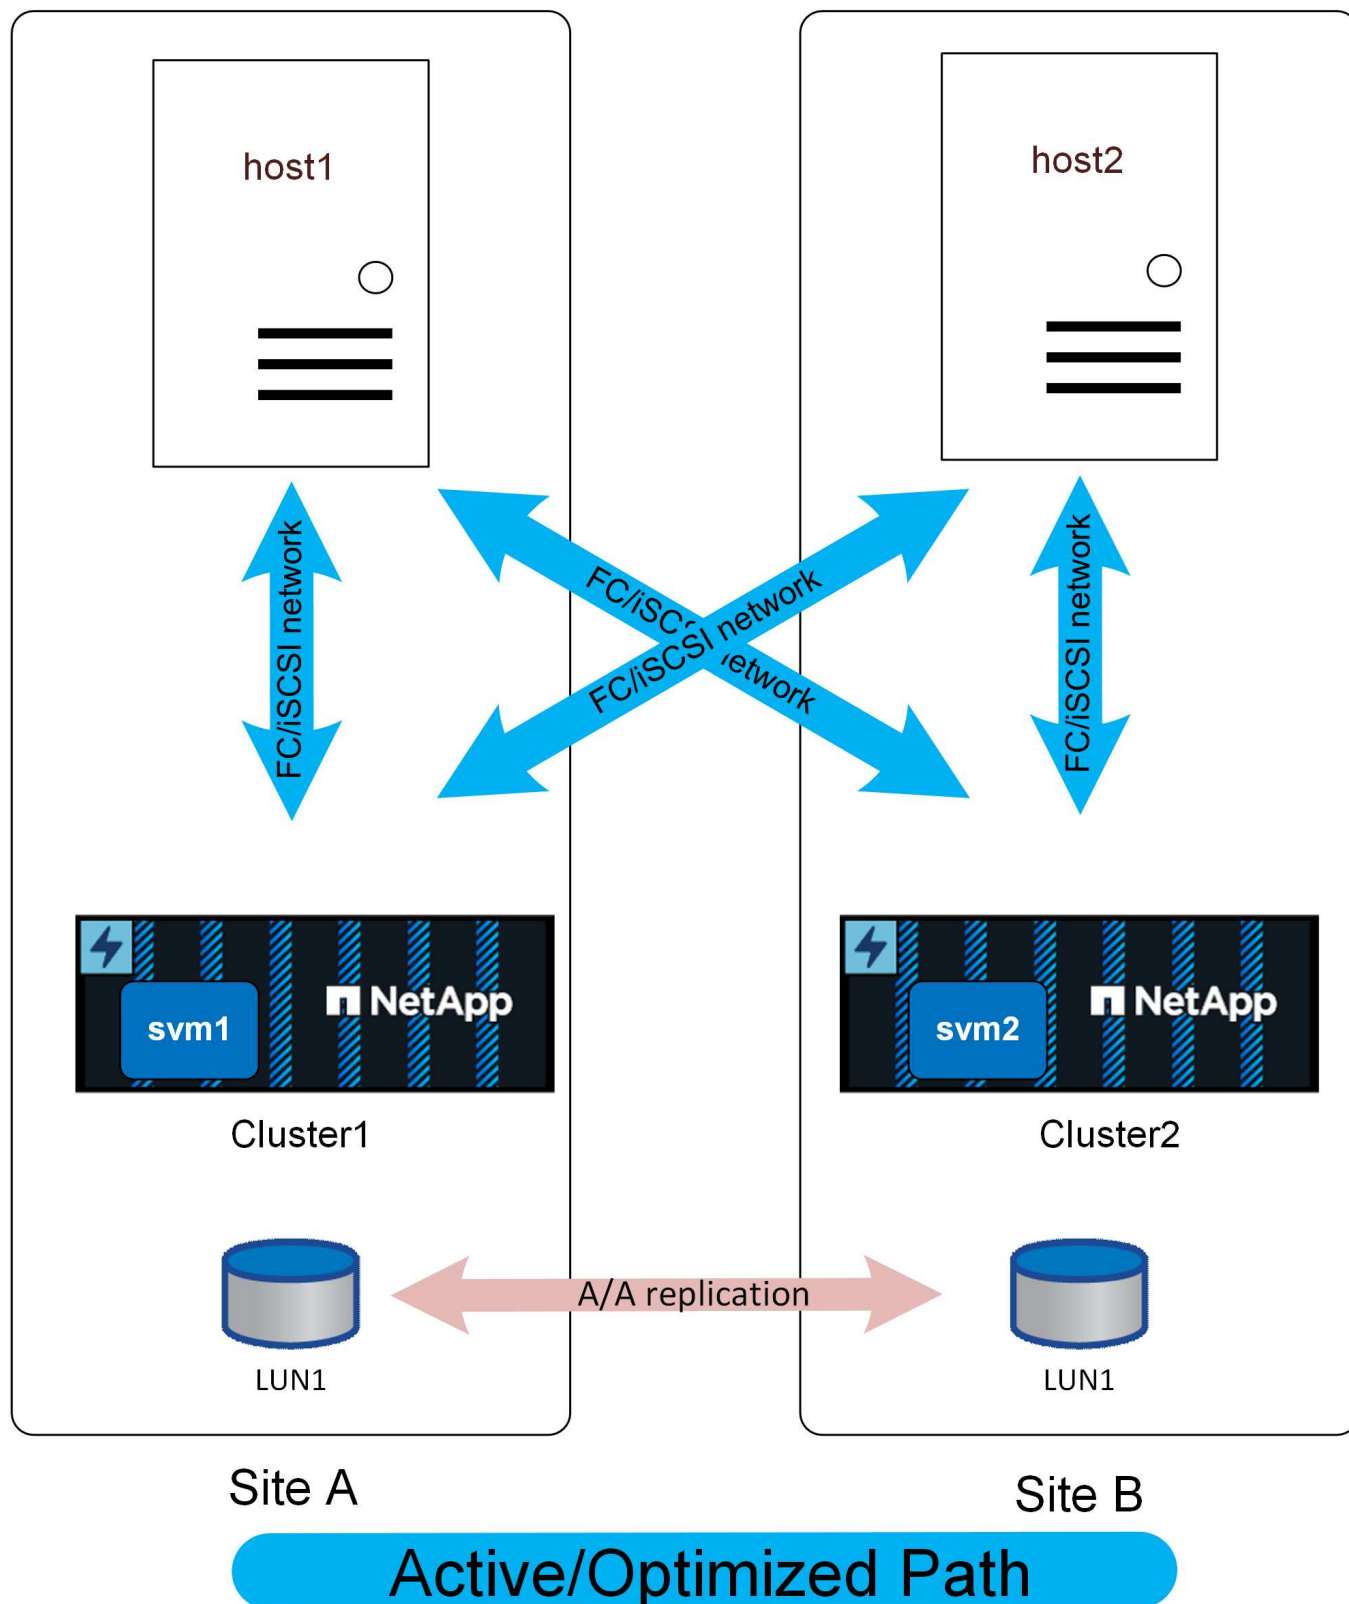 host1
host2
FC/iSCSI network
FC/iSCSI network
FC/iSCSI network
FC/iSCSI network
NetApp
svm1
NetApp
svm2
Cluster1
Cluster2
A/A replication
LUN1
LUN1
Site A
Site B
Active/Optimized Path